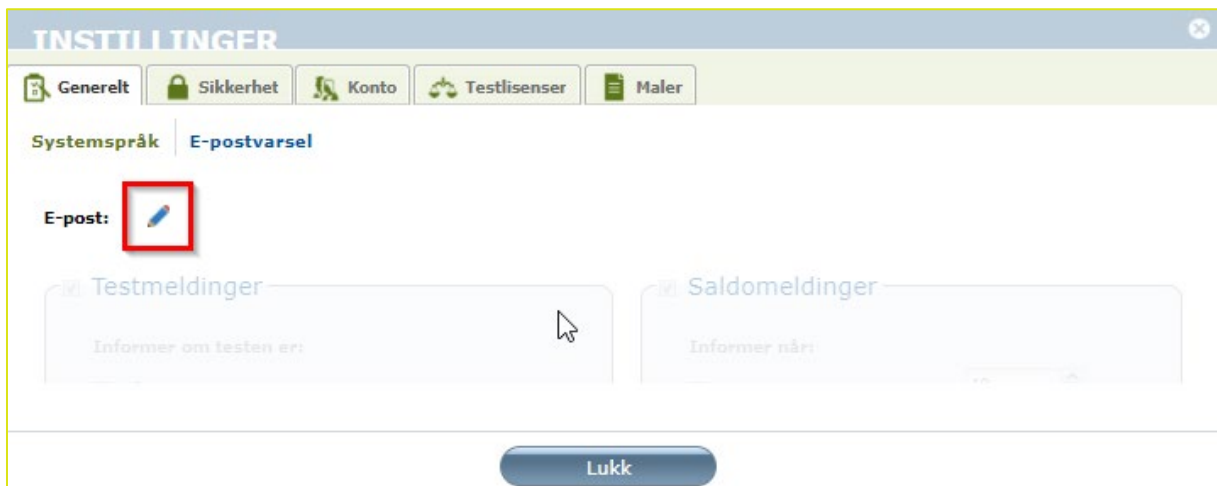 INSTILLINGER
Generelt Sikkerhet Konto Testlisenser Maler
Systemspråk E-postvarsel
E-post:
Testmeldinger Saldomeldinger
Informer om testen er: Informer når:
Lukk